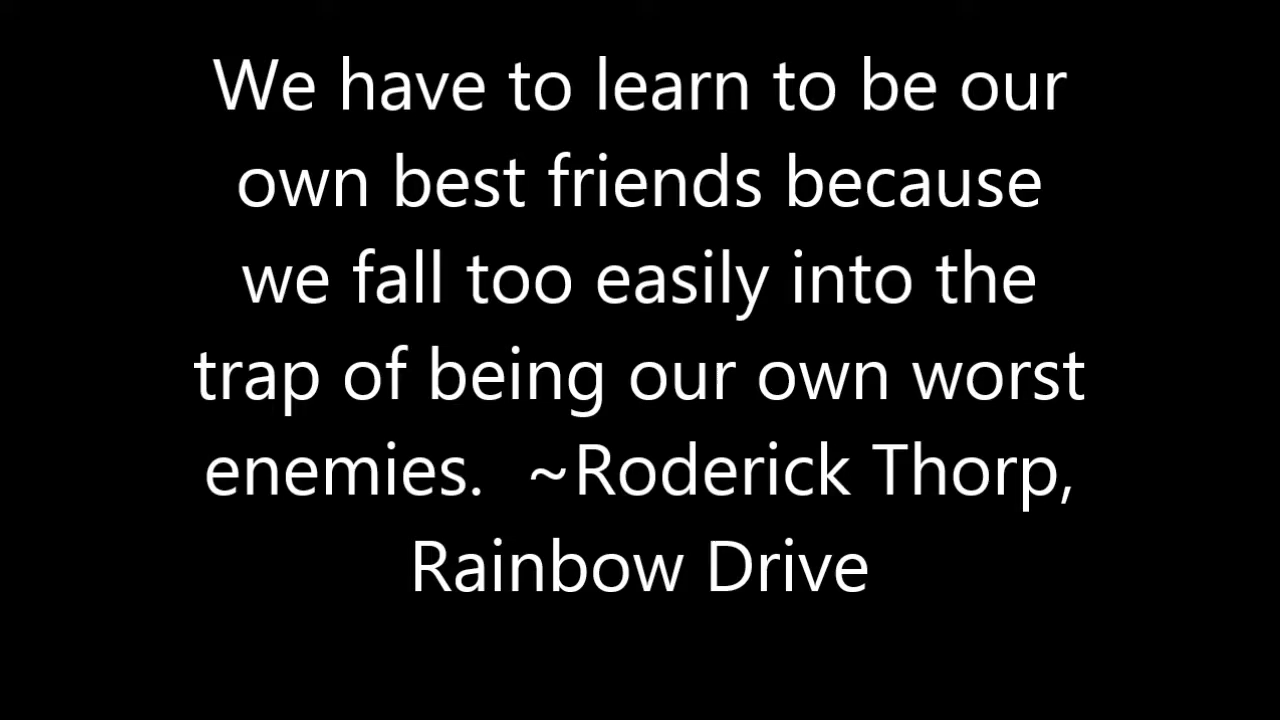 We have to learn to be our
own best friends because
we fall too easily into the
trap of being our own worst
enemies.  ~Roderick Thorp,
Rainbow Drive